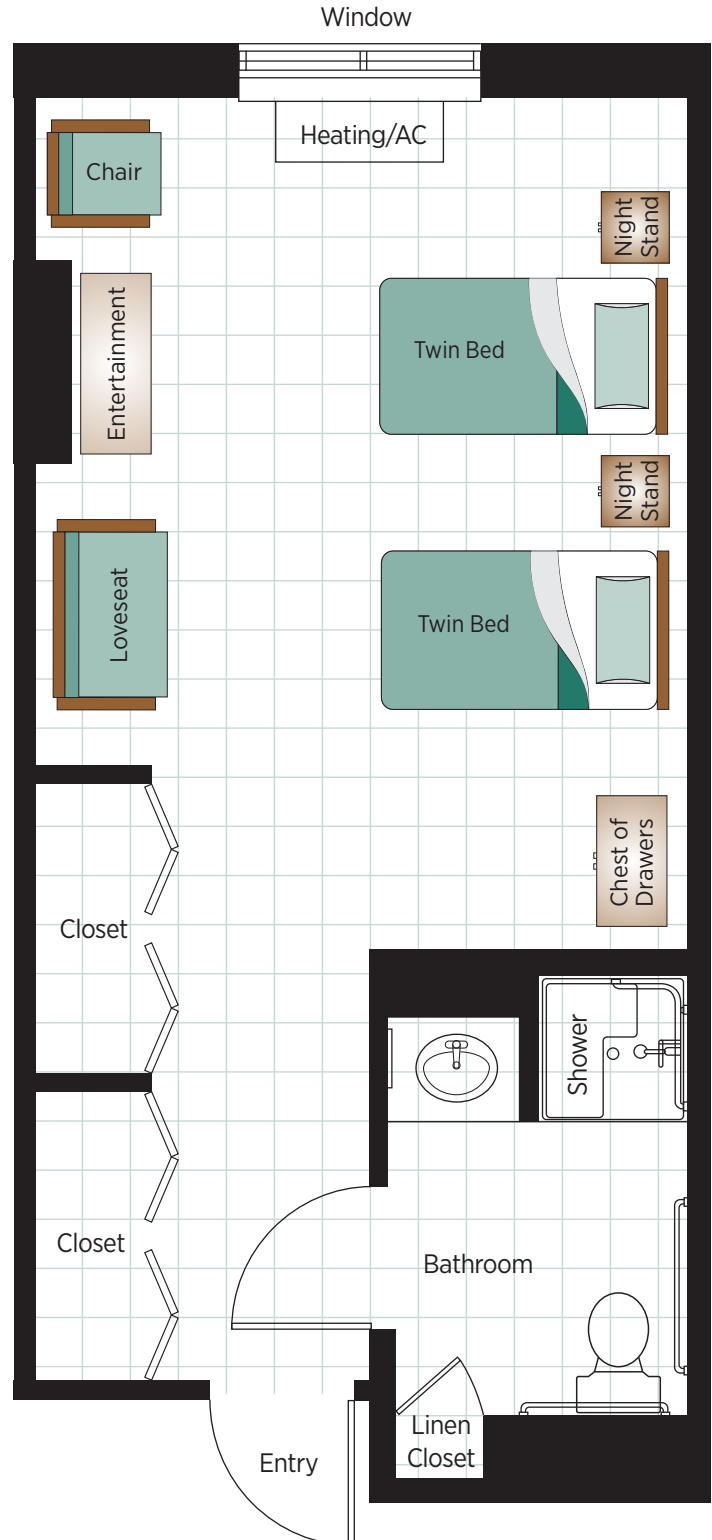 Window
Heating/AC
Chair
Night
Stand
Entertainment
Twin Bed
Night
Stand
Loveseat
Twin Bed
Chest of
Drawers
Closet
Shower
Closet
Bathroom
Linen
Closet
Entry